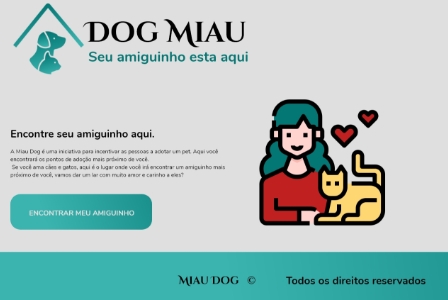 Dog Miau
Seu amiguinho esta aqui
Encontre seu amiguinho aqui.
A Miau Dog é uma iniciativa para incentivar as pessoas a adotar um pet. Aqui você
encontrará os pontos de adoção mais próximo de você.
Se você ama cães e gatos, aqui é o lugar onde você irá encontrar um amiguinho mais
próximo de você, vamos dar um lar com muito amor e carinho a eles?
ENCONTRAR MEU AMIGUINHO
Miau Dog © Todos os direitos reservados